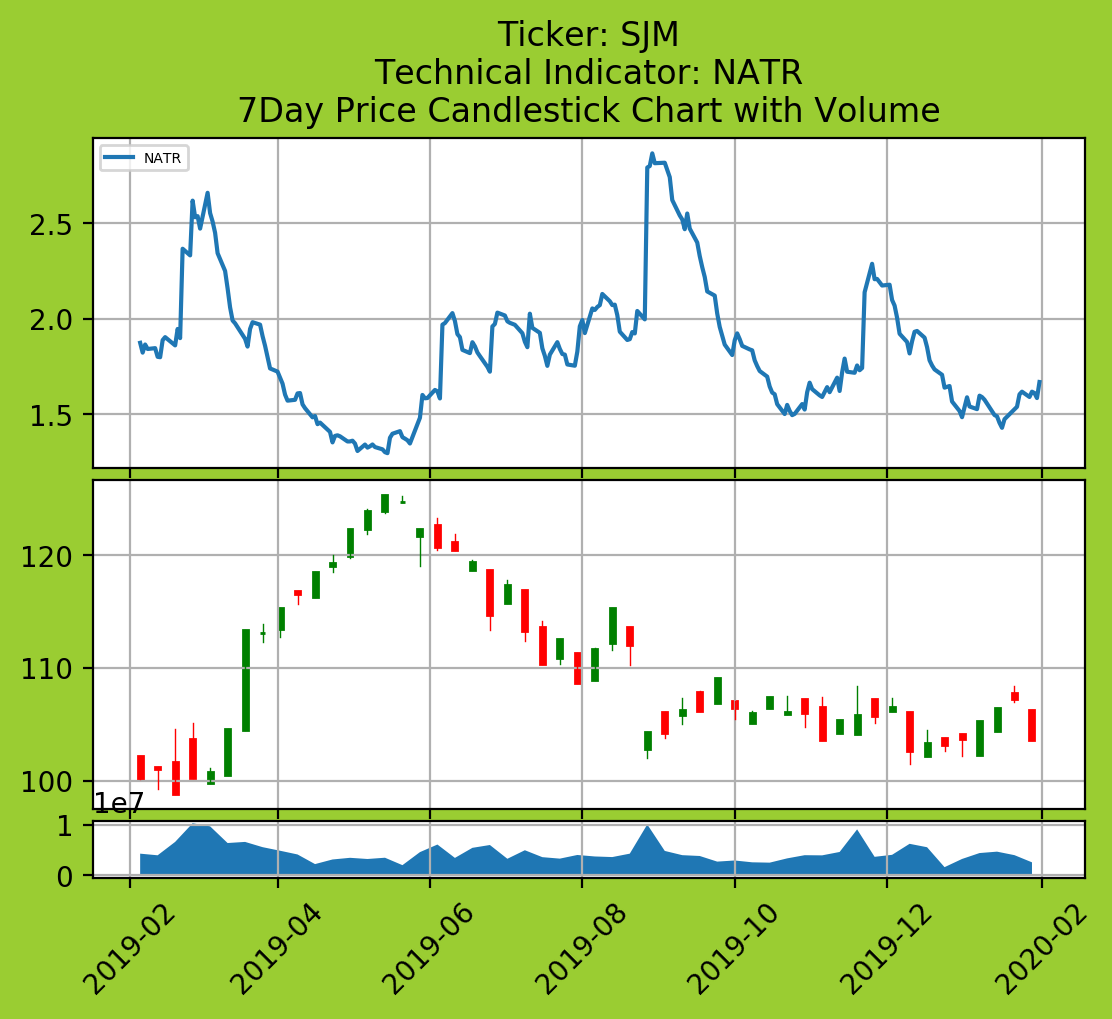 Ticker: SJM
Technical Indicator: NATR
7Day Price Candlestick Chart with Volume
NATR
2.5
2.0
1.5
120
110
100
1e7
1
0
2019-02 2019-04 2019-06 2019-08 2019-10 2019-12 2020-02